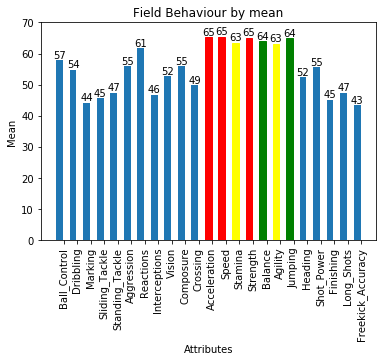 Field Behaviour by mean
70
60
50
40
30
20
10
0
Mean
57
54
44
45
47
55
61
46
52
55
49
65
65
63
65
64
63
64
52
55
45
47
43
Ball_Control
Dribbling
Marking
Sliding_Tackle
Standing_Tackle
Aggression
Reactions
Interceptions
Vision
Composure
Crossing
Acceleration
Speed
Stamina
Strength
Balance
Agility
Jumping
Heading
Shot_Power
Finishing
Long_Shots
Freekick_Accuracy
Attributes